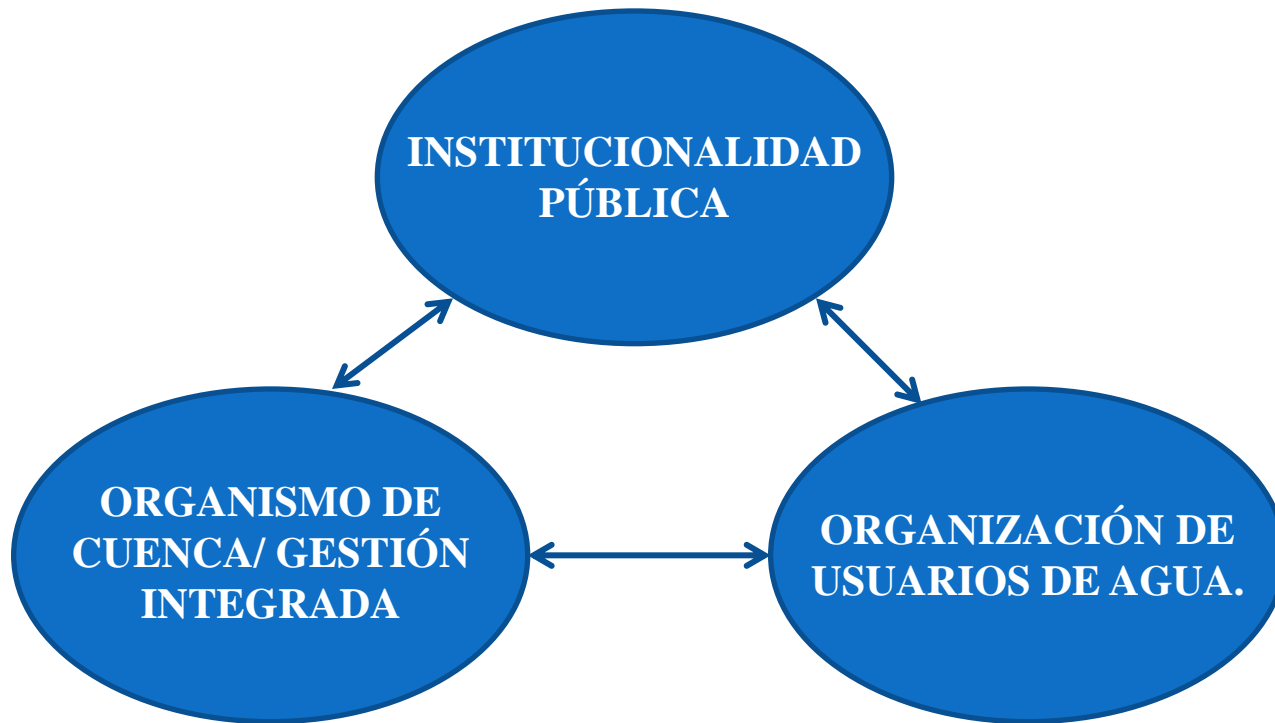 INSTITUCIONALIDAD
PÚBLICA
ORGANISMO DE
CUENCA/ GESTIÓN
INTEGRADA
ORGANIZACIÓN DE
USUARIOS DE AGUA.